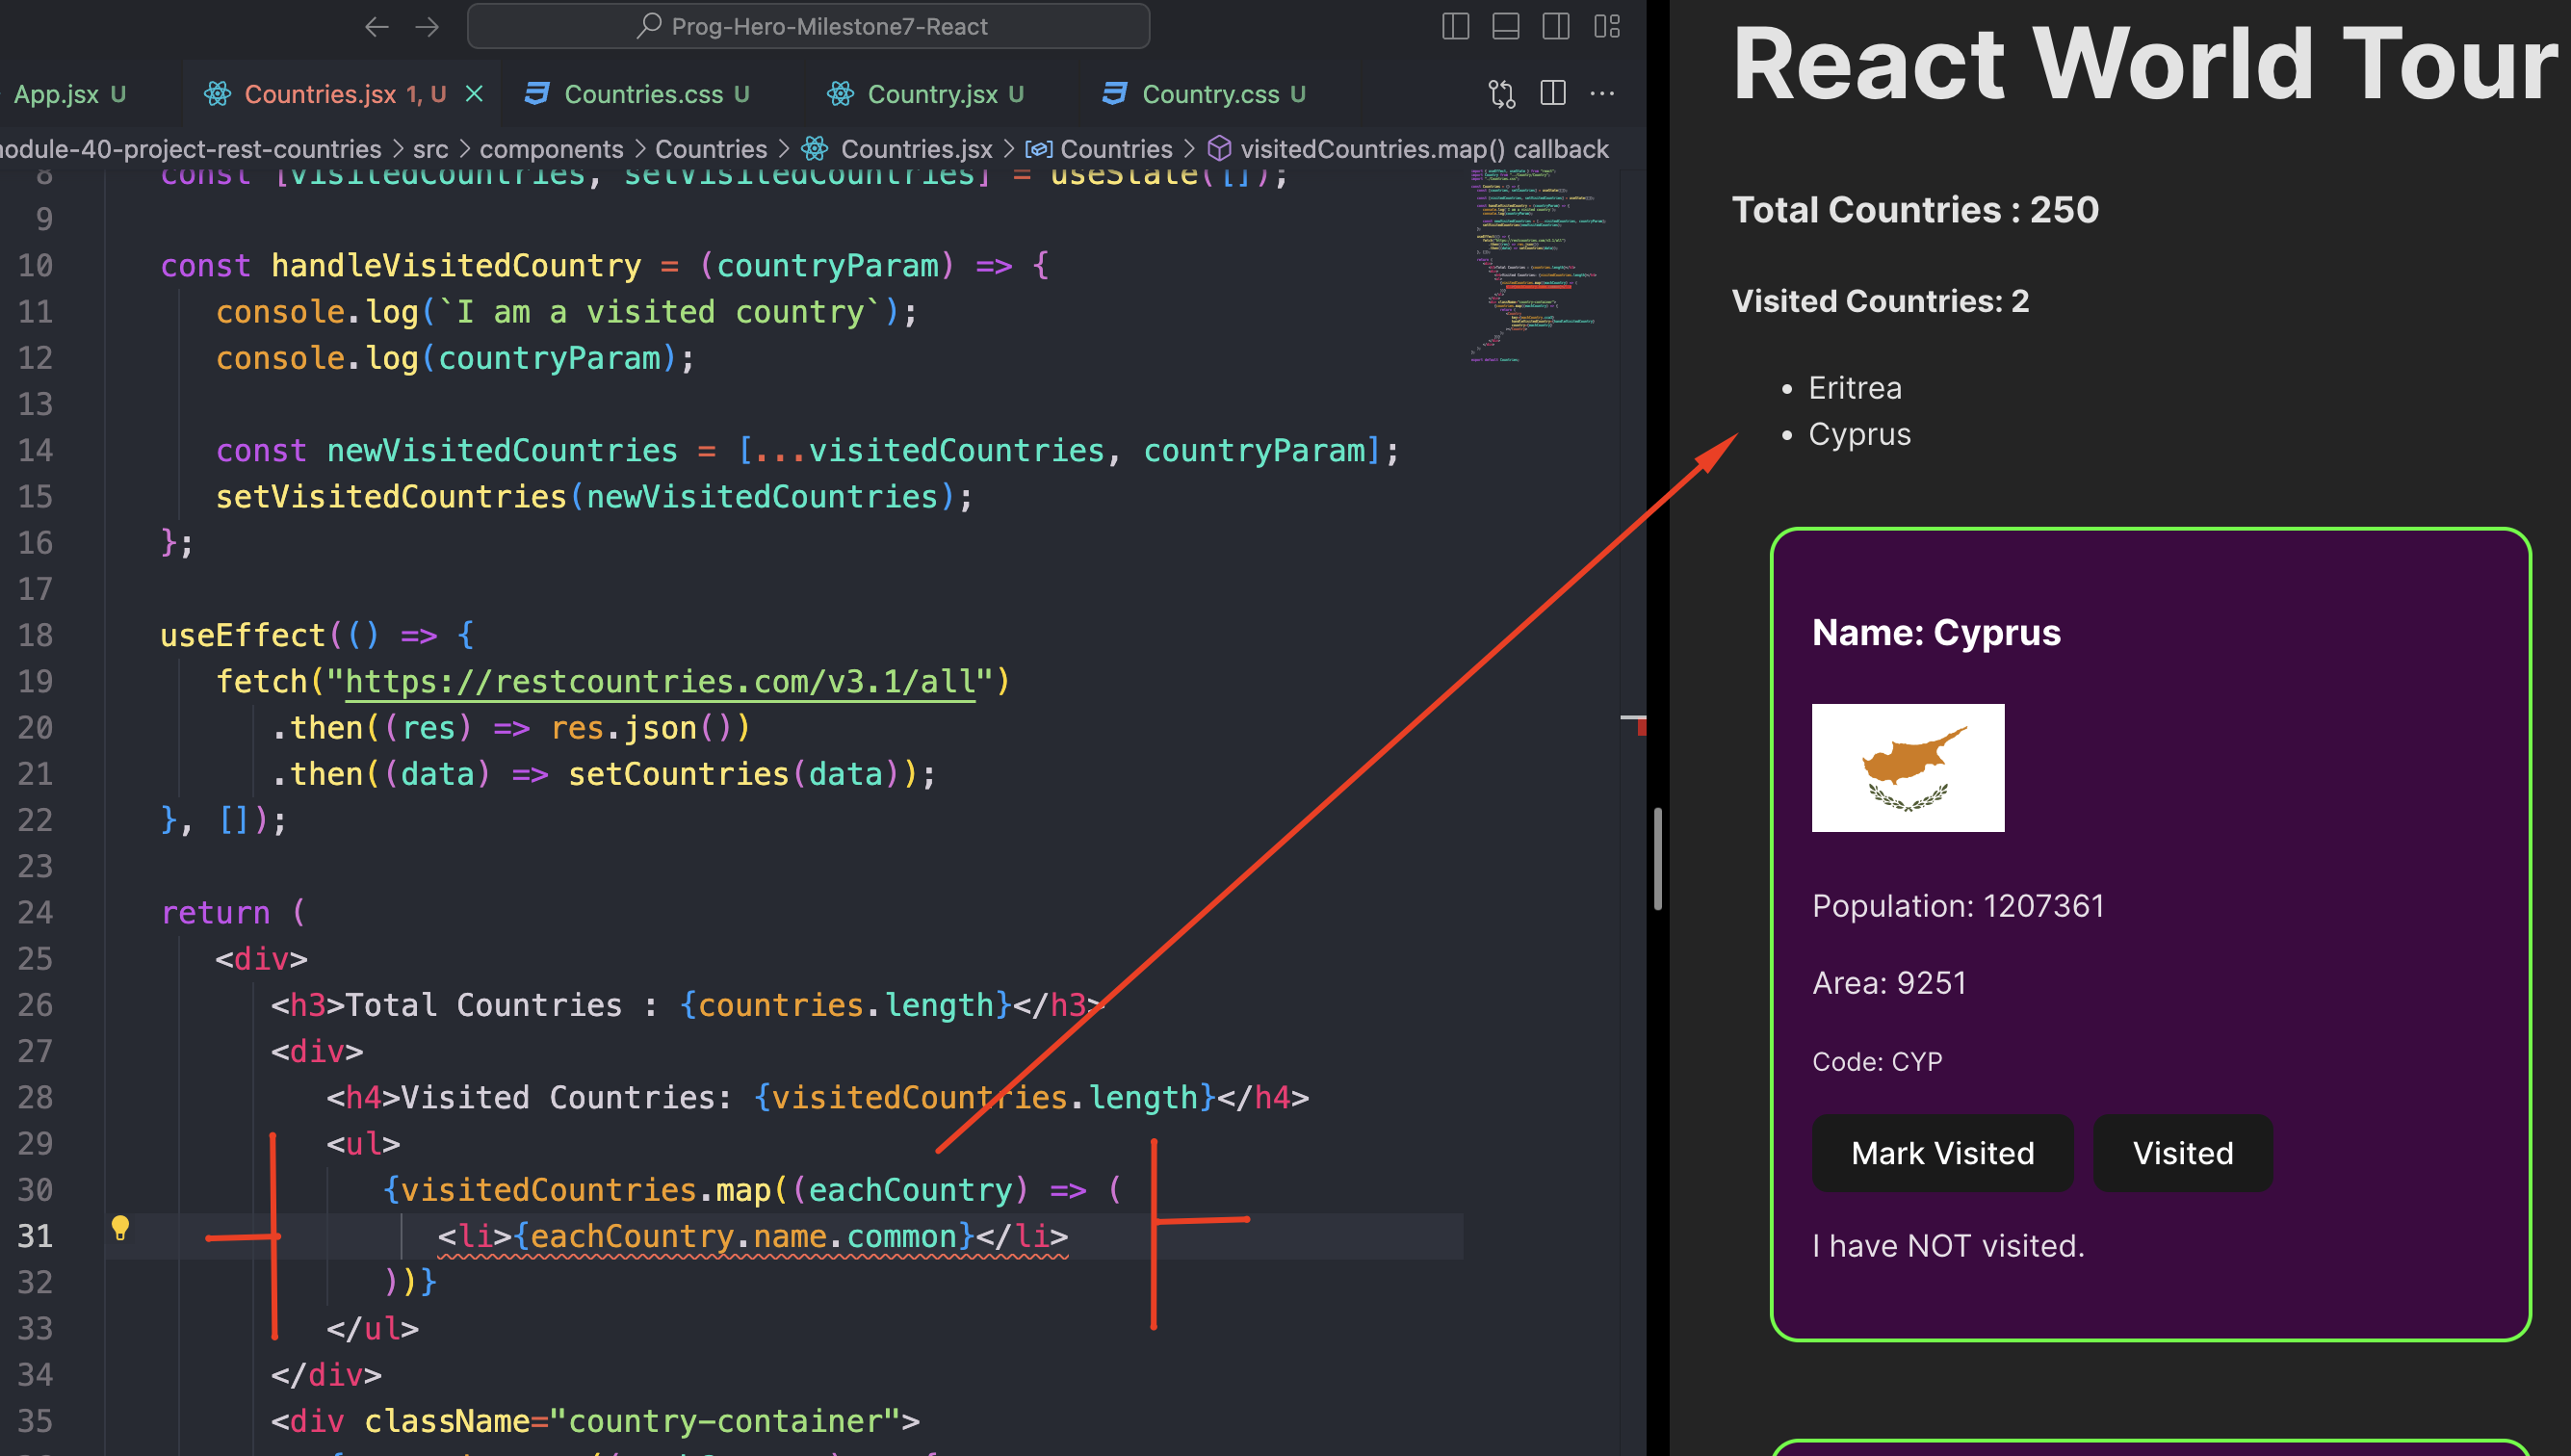 Prog-Hero-Milestone7-React
App.jsx U
Countries.jsx 1, U
Countries.css U
Country.jsx U
Country.css U
odule-40-project-rest-countries > src > components > Countries > Countries.jsx > Countries > visitedCountries.map() callback
8 const [visitedCountries, setVisitedCountries] = useState([]);
9
10 const handleVisitedCountry = (countryParam) => {
11 console.log(`I am a visited country`);
12 console.log(countryParam);
13
14 const newVisitedCountries = [...visitedCountries, countryParam];
15 setVisitedCountries(newVisitedCountries);
16 };
17
18 useEffect(() => {
19 fetch("https://restcountries.com/v3.1/all")
20 .then((res) => res.json())
21 .then((data) => setCountries(data));
22 }, []);
23
24 return (
25 <div>
26 <h3>Total Countries : {countries.length}</h3>
27 <div>
28 <h4>Visited Countries: {visitedCountries.length}</h4>
29 <ul>
30 {visitedCountries.map((eachCountry) => (
31 <li>{eachCountry.name.common}</li>
32 ))}
33 </ul>
34 </div>
35 <div className="country-container">
React World Tour
Total Countries : 250
Visited Countries: 2
• Eritrea
• Cyprus
Name: Cyprus
Population: 1207361
Area: 9251
Code: CYP
Mark Visited
Visited
I have NOT visited.